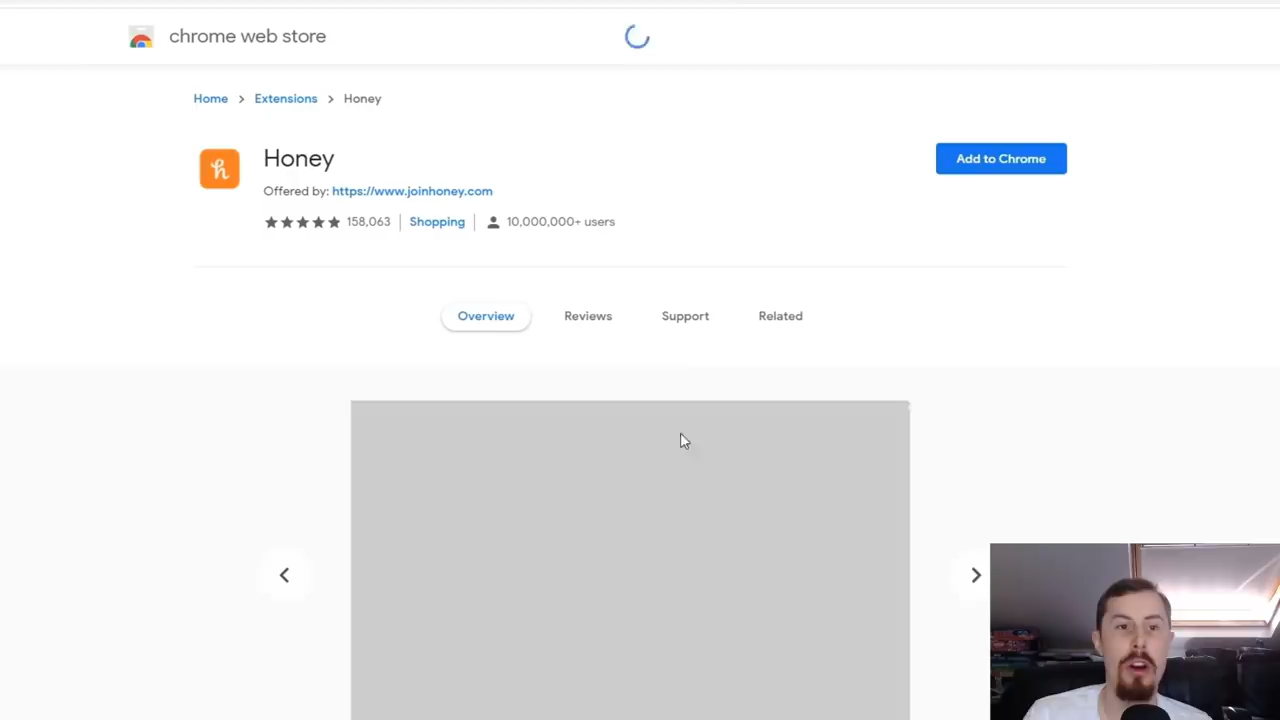 chrome web store
Home > Extensions > Honey
h
Honey
Add to Chrome
Offered by: https://www.joinhoney.com
158,063 Shopping 10,000,000+ users
Overview Reviews Support Related